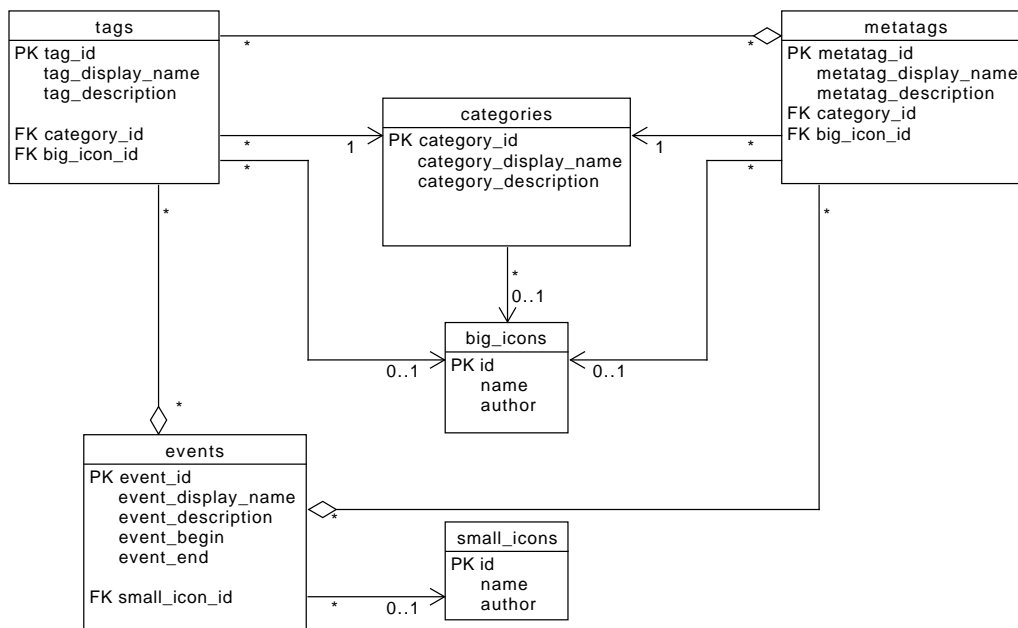 tags
PK tag_id
tag_display_name
tag_description
FK category_id
FK big_icon_id
*
*
metatags
PK metatag_id
metatag_display_name
metatag_description
FK category_id
FK big_icon_id
categories
PK category_id
category_display_name
category_description
*
1
*
1
*
*
*
*
*
0..1
big_icons
PK id
name
author
0..1
0..1
*
events
PK event_id
event_display_name
event_description
event_begin
event_end
FK small_icon_id
*
small_icons
PK id
name
author
*
0..1